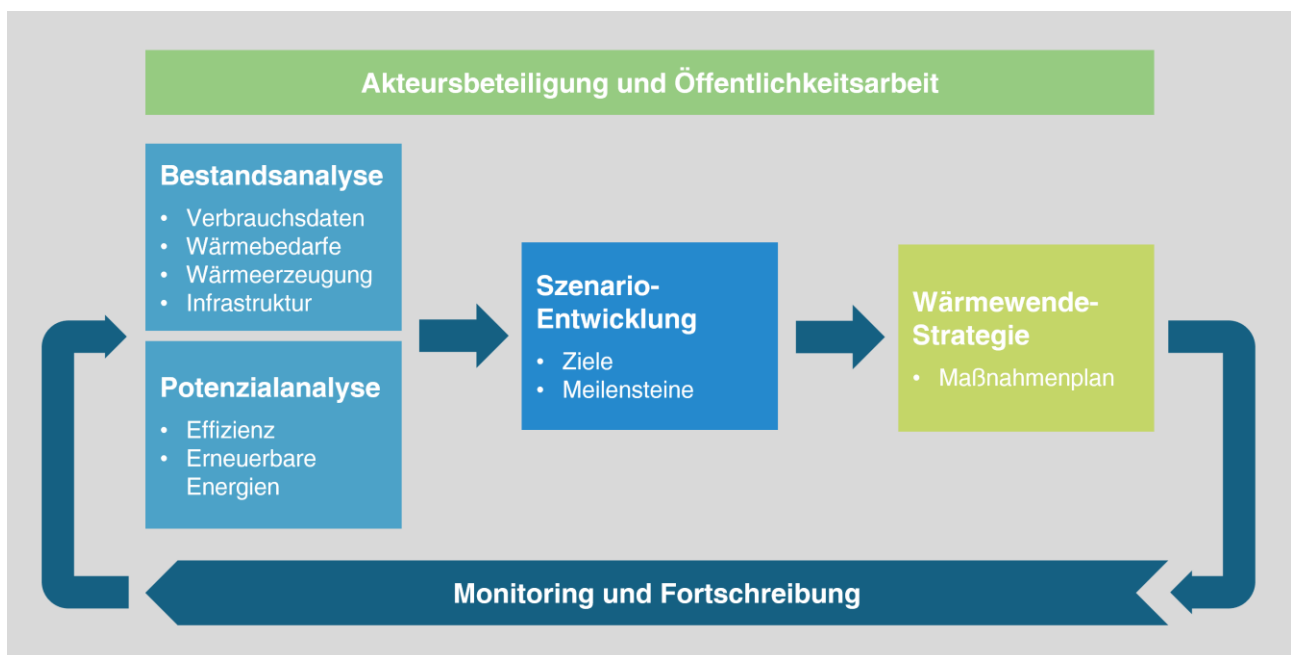 Akteursbeteiligung und Öffentlichkeitsarbeit
Bestandsanalyse
• Verbrauchsdaten
• Wärmebedarfe
• Wärmeerzeugung
• Infrastruktur
Potenzialanalyse
• Effizienz
• Erneuerbare
Energien
Szenario-
Entwicklung
• Ziele
• Meilensteine
Wärmewende-
Strategie
• Maßnahmenplan
Monitoring und Fortschreibung